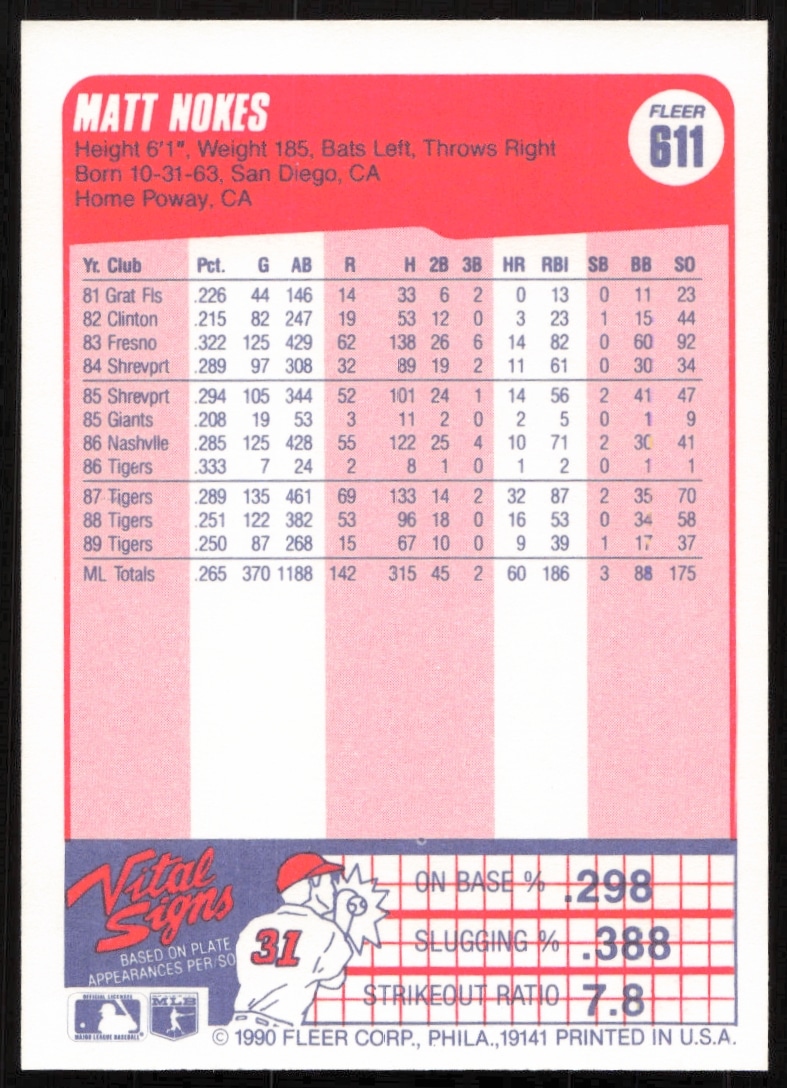 MATT NOKES
FLEER
611
Height 6'1", Weight 185, Bats Left, Throws Right
Born 10-31-63, San Diego, CA
Home Poway, CA
Yr. Club Pct. G AB R H 2B 3B HR RBI SB BB SO
81 Grat Fls .226 44 146 14 33 6 2 0 13 0 11 23
82 Clinton .215 82 247 19 53 12 0 3 23 1 15 44
83 Fresno .322 125 429 62 138 26 6 14 82 0 60 92
84 Shrevprt .289 97 308 32 89 19 2 11 61 0 30 34
85 Shrevprt .294 105 344 52 101 24 1 14 56 2 41 47
85 Giants .208 19 53 3 11 2 0 2 5 0 1 9
86 Nashvlle .285 125 428 55 122 25 4 10 71 2 30 41
86 Tigers .333 7 24 2 8 1 0 1 2 0 1 1
87 Tigers .289 135 461 69 133 14 2 32 87 2 35 70
88 Tigers .251 122 382 53 96 18 0 16 53 0 34 58
89 Tigers .250 87 268 15 67 10 0 9 39 1 17 37
ML Totals .265 370 1188 142 315 45 2 60 186 3 88 175
Vital
Signs
BASED ON PLATE
APPEARANCES PER/SO
31
ON BASE % .298
SLUGGING % .388
STRIKEOUT RATIO 7.8
OFFICIAL LICENSEE
MAJOR LEAGUE BASEBALL
MLB
© 1990 FLEER CORP., PHILA.,19141 PRINTED IN U.S.A.